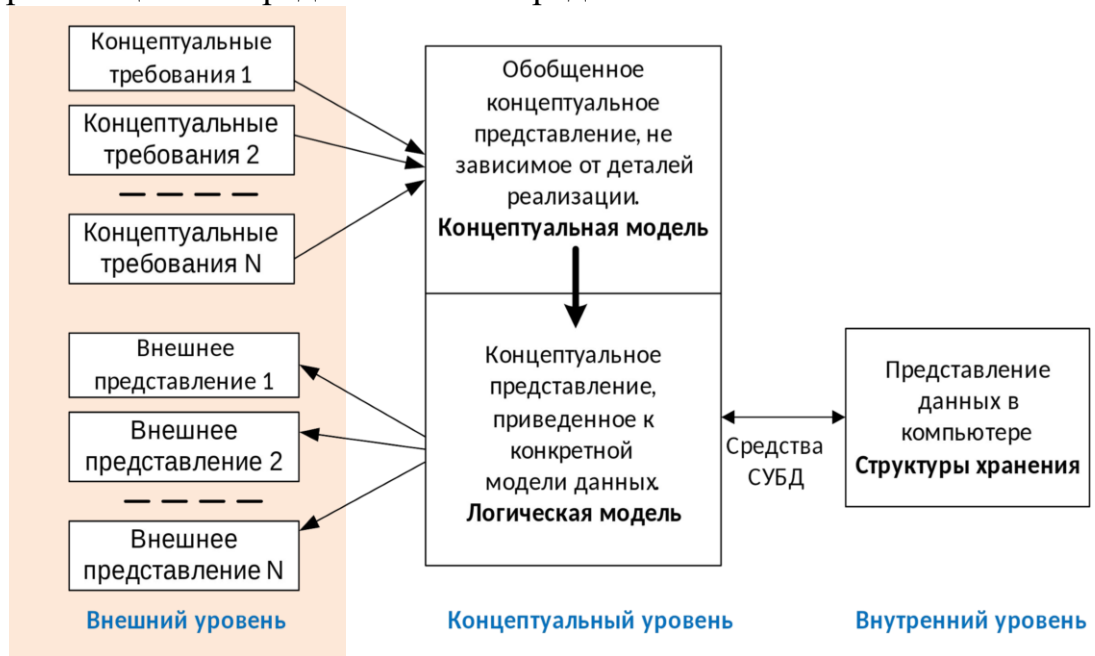 Концептуальные
требования 1
Концептуальные
требования 2
Концептуальные
требования N
Внешнее
представление 1
Внешнее
представление 2
Внешнее
представление N
Внешний уровень
Обобщенное
концептуальное
представление, не
зависимое от деталей
реализации.
Концептуальная модель
Концептуальное
представление,
приведенное к
конкретной
модели данных.
Логическая модель
Концептуальный уровень
Средства
СУБД
Представление
данных в
компьютере
Структуры хранения
Внутренний уровень